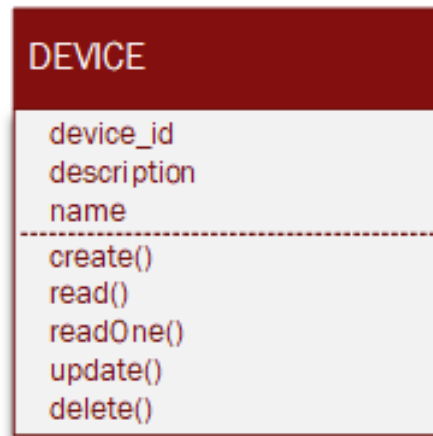 DEVICE
device_id
description
name
create()
read()
readOne()
update()
delete()